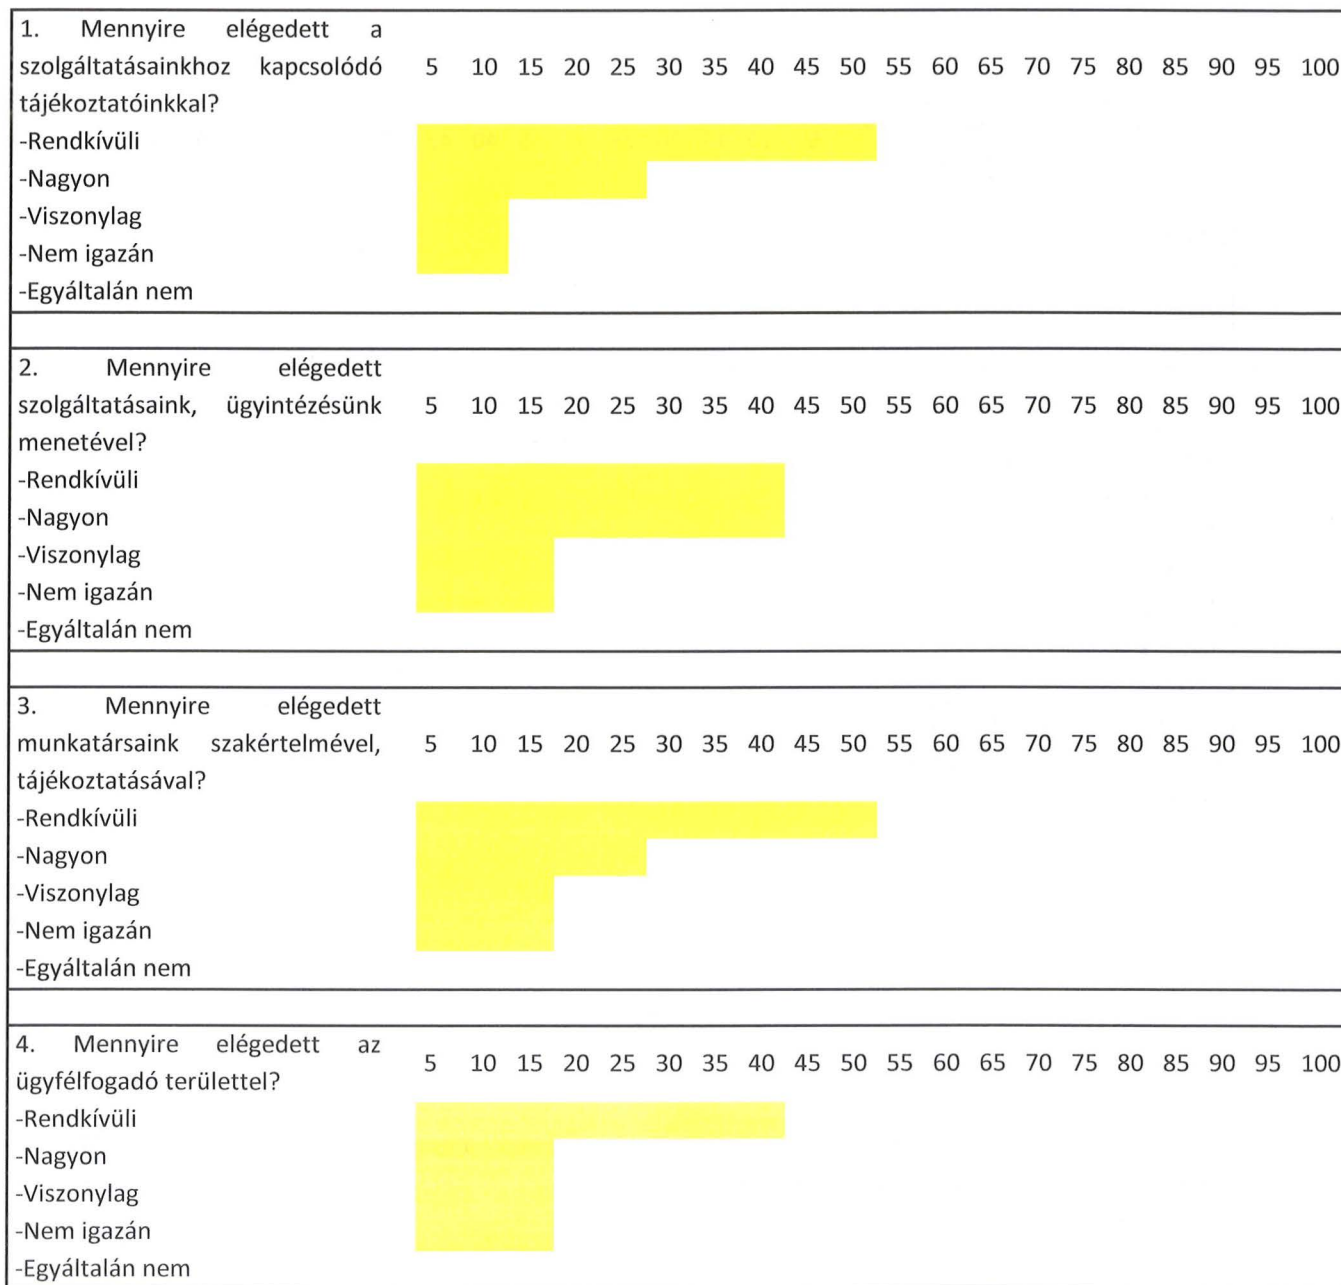 1. Mennyire elégedett a
szolgáltatásainkhoz kapcsolódó 5 10 15 20 25 30 35 40 45 50 55 60 65 70 75 80 85 90 95 100
tájékoztatóinkkal?
-Rendkívüli
-Nagyon
-Viszonylag
-Nem igazán
-Egyáltalán nem
2. Mennyire elégedett
szolgáltatásaink, ügyintézésünk 5 10 15 20 25 30 35 40 45 50 55 60 65 70 75 80 85 90 95 100
menetével?
-Rendkívüli
-Nagyon
-Viszonylag
-Nem igazán
-Egyáltalán nem
3. Mennyire elégedett
munkatársaink szakértelmével, 5 10 15 20 25 30 35 40 45 50 55 60 65 70 75 80 85 90 95 100
tájékoztatásával?
-Rendkívüli
-Nagyon
-Viszonylag
-Nem igazán
-Egyáltalán nem
4. Mennyire elégedett az
ügyfélfogadó területtel? 5 10 15 20 25 30 35 40 45 50 55 60 65 70 75 80 85 90 95 100
-Rendkívüli
-Nagyon
-Viszonylag
-Nem igazán
-Egyáltalán nem